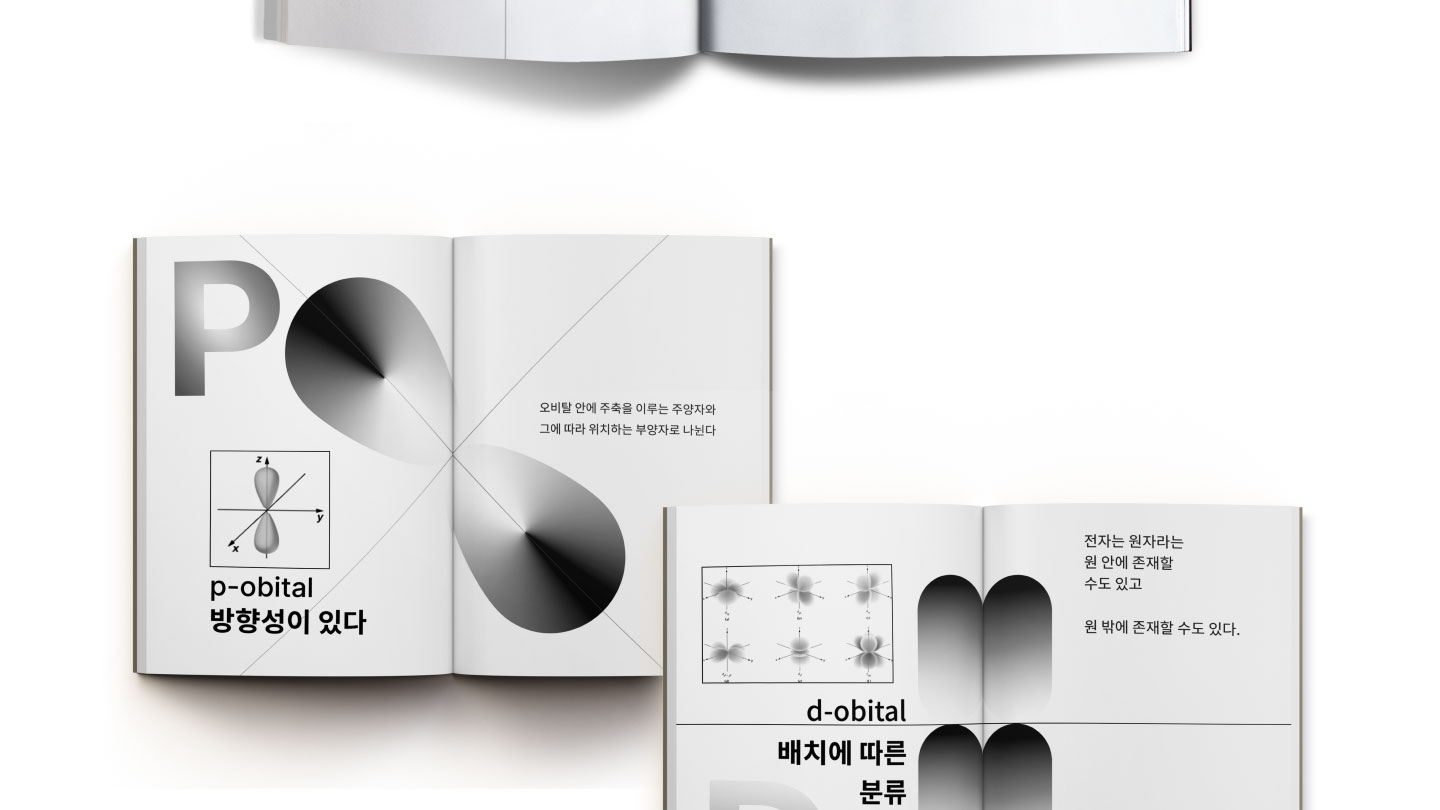 P
오비탈 안에 주축을 이루는 주양자와
그에 따라 위치하는 부양자로 나뉜다
z
y
x
p-obital
방향성이 있다
전자는 원자라는
원 안에 존재할
수도 있고
원 밖에 존재할 수도 있다.
d-obital
배치에 따른
분류